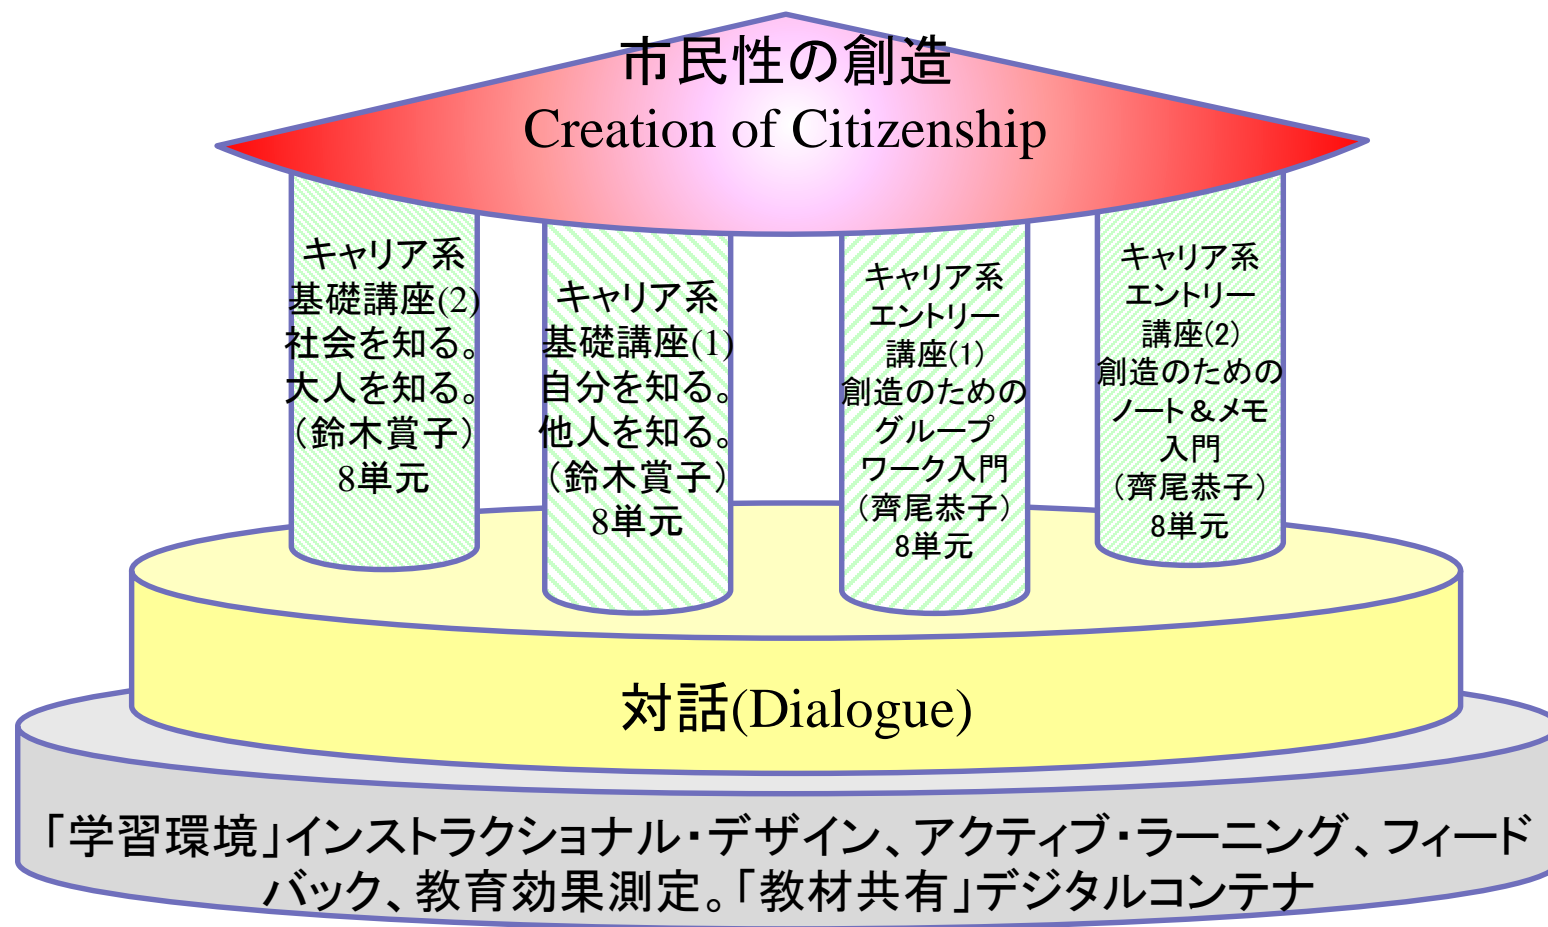 市民性の創造
Creation of Citizenship
キャリア系
基礎講座(2)
社会を知る。
大人を知る。
（鈴木賞子）
8単元
キャリア系
基礎講座(1)
自分を知る。
他人を知る。
（鈴木賞子）
8単元
キャリア系
エントリー
講座(1)
創造のための
グループ
ワーク入門
（齊尾恭子）
8単元
キャリア系
エントリー
講座(2)
創造のための
ノート＆メモ
入門
（齊尾恭子）
8単元
対話(Dialogue)
「学習環境」インストラクショナル・デザイン、アクティブ・ラーニング、フィード
バック、教育効果測定。「教材共有」デジタルコンテナ